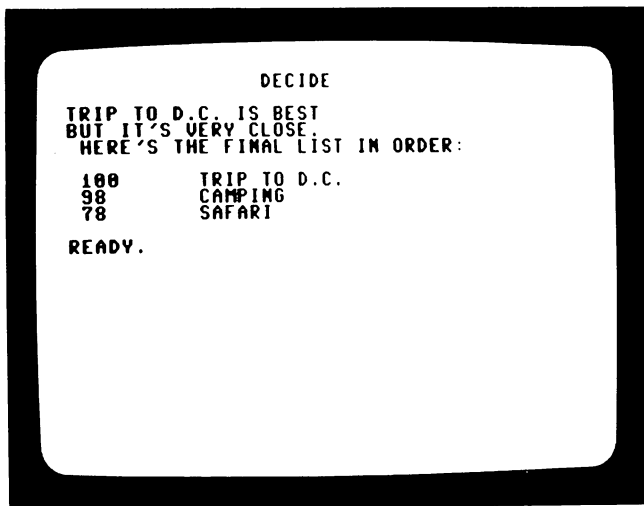 DECIDE
TRIP TO D.C. IS BEST
BUT IT'S VERY CLOSE.
HERE'S THE FINAL LIST IN ORDER:
100 TRIP TO D.C.
98 CAMPING
78 SAFARI
READY.